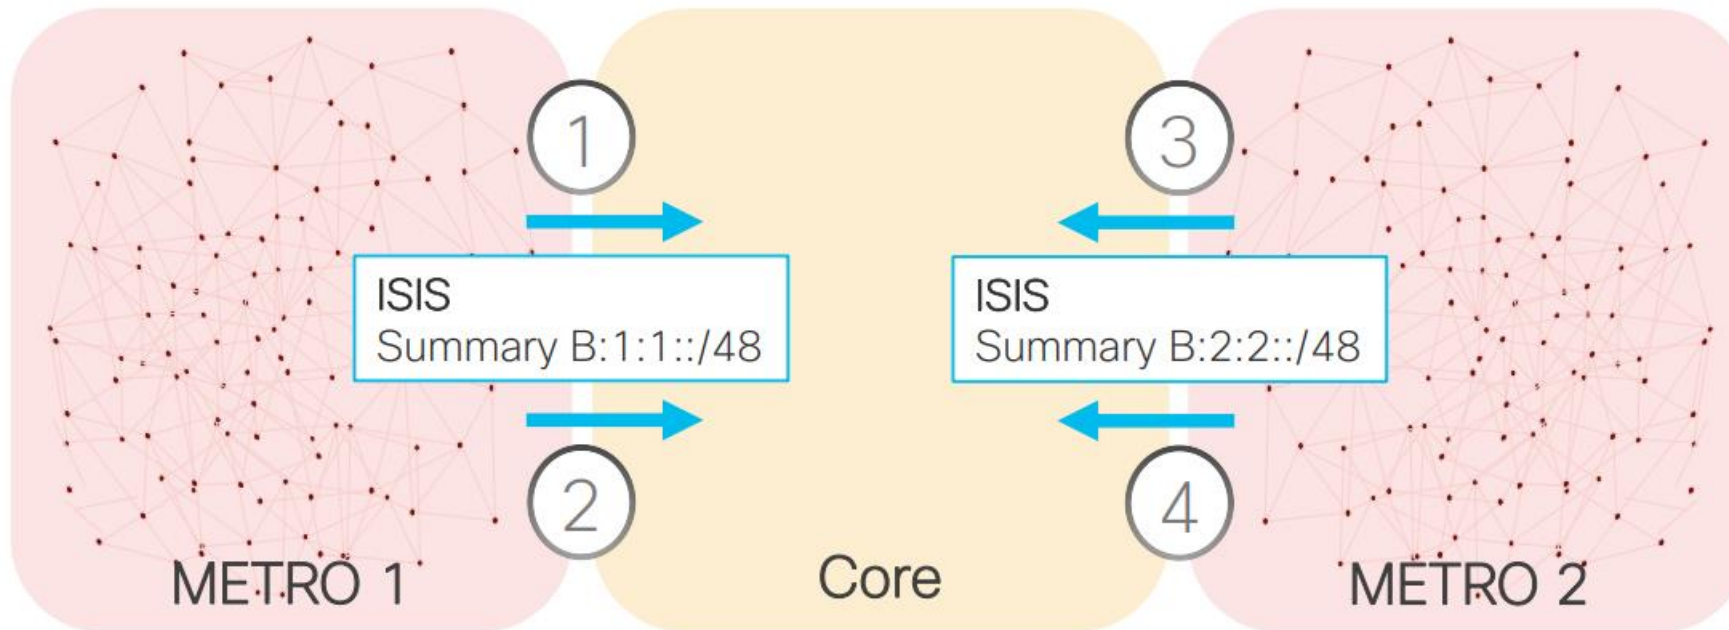 1
3
ISIS
Summary B:1:1::/48
ISIS
Summary B:2:2::/48
2
4
METRO 1
Core
METRO 2